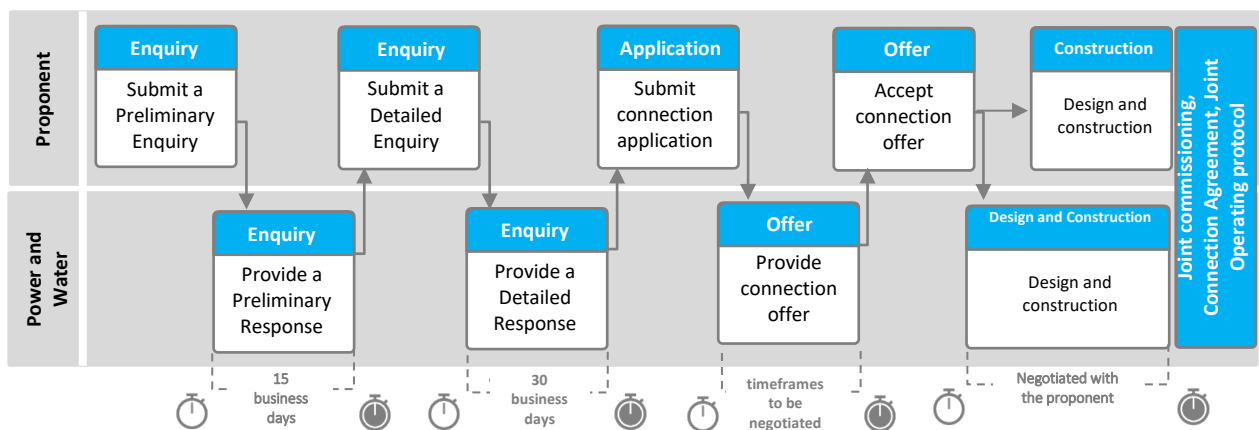 Proponent
Enquiry
Submit a
Preliminary
Enquiry
Enquiry
Submit a
Detailed
Enquiry
Application
Submit
connection
application
Offer
Accept
connection
offer
Construction
Design and
construction
Joint commissioning,
Connection Agreement, Joint
Operating protocol
Power and
Water
Enquiry
Provide a
Preliminary
Response
Enquiry
Provide a
Detailed
Response
Offer
Provide
connection
offer
Design and Construction
Design and
construction
15
business
days
30
business
days
timeframes
to be
negotiated
Negotiated with
the proponent